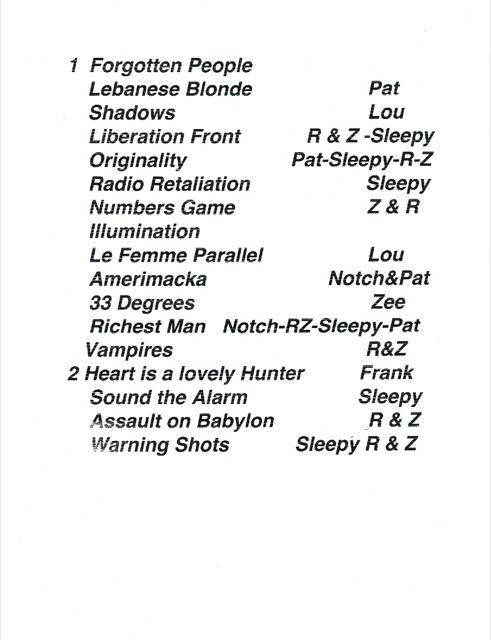 1 Forgotten People
Lebanese Blonde Pat
Shadows Lou
Liberation Front R & Z -Sleepy
Originality Pat-Sleepy-R-Z
Radio Retaliation Sleepy
Numbers Game Z & R
Illumination
Le Femme Parallel Lou
Amerimacka Notch&Pat
33 Degrees Zee
Richest Man Notch-RZ-Sleepy-Pat
Vampires R&Z
2 Heart is a lovely Hunter Frank
Sound the Alarm Sleepy
Assault on Babylon R & Z
Warning Shots Sleepy R & Z